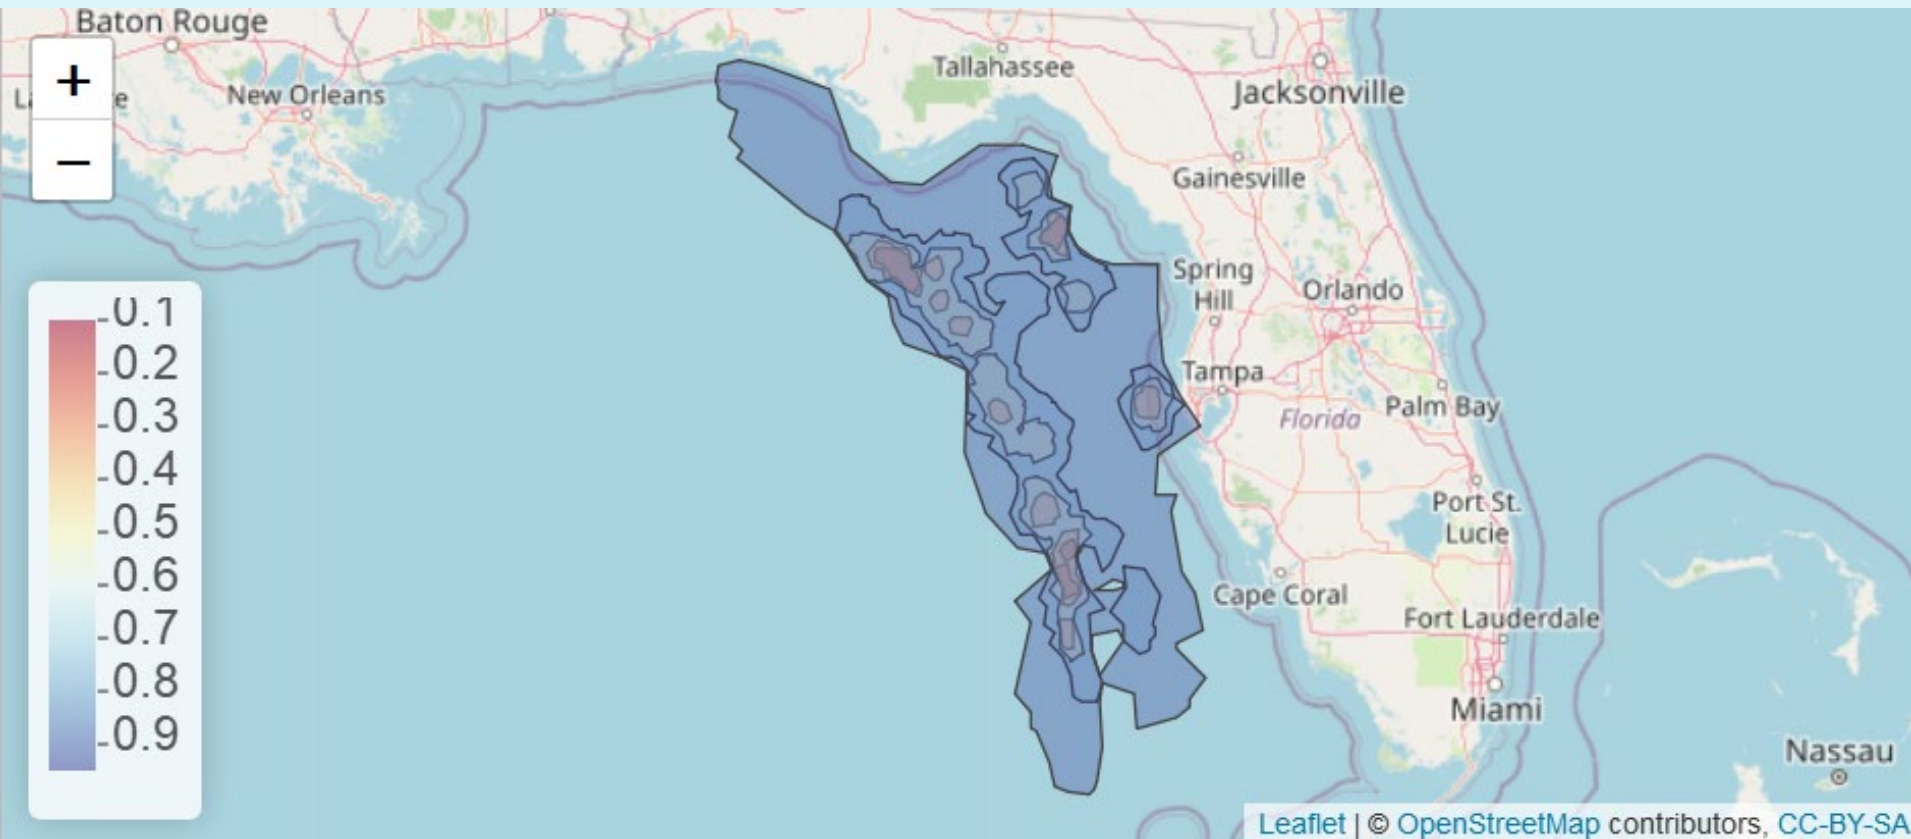 Baton Rouge
Tallahassee
Jacksonville
+
New Orleans
−
Gainesville
Spring
Hill
Orlando
0.1
0.2
0.3
0.4
0.5
0.6
0.7
0.8
0.9
Tampa
Florida
Palm Bay
Port St.
Lucie
Cape Coral
Fort Lauderdale
Miami
Nassau
Leaflet | © OpenStreetMap contributors, CC-BY-SA